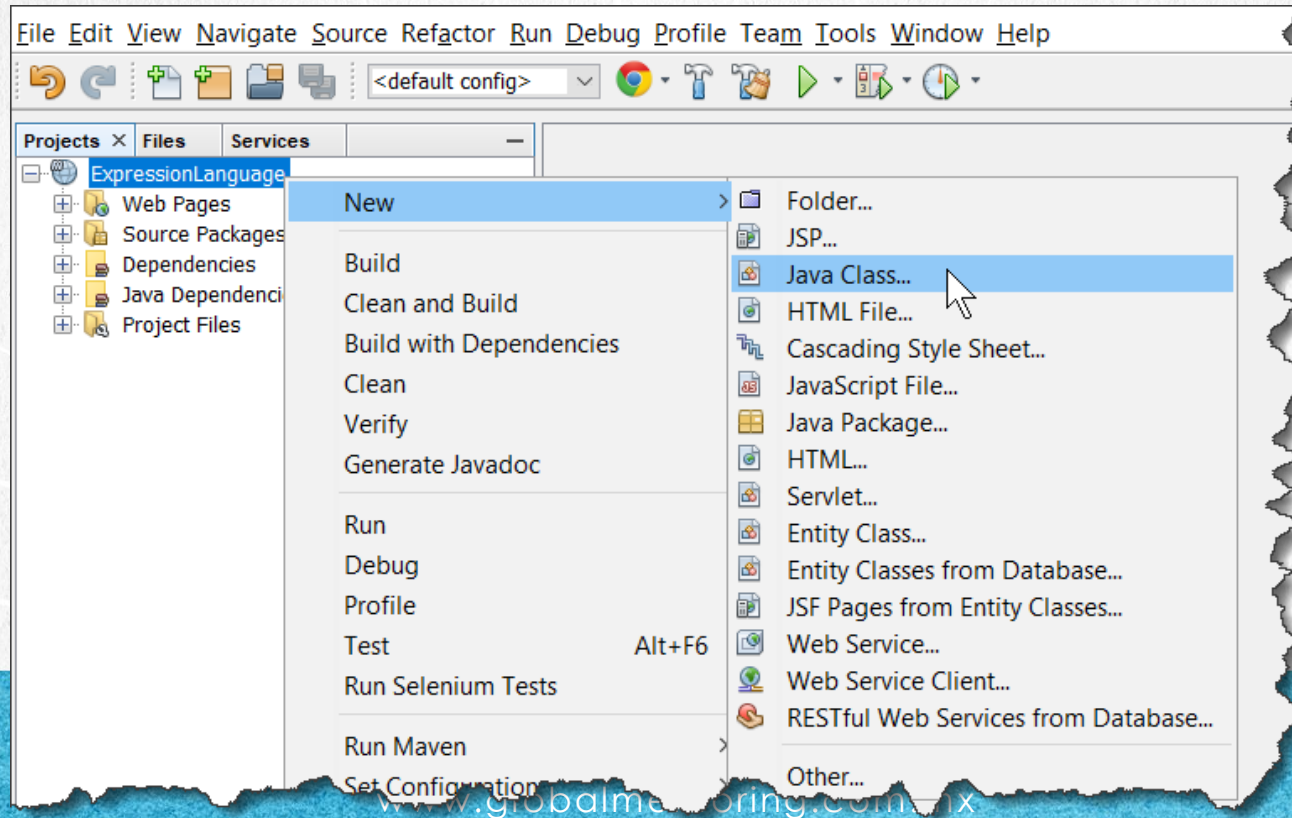 File Edit View Navigate Source Refactor Run Debug Profile Team Tools Window Help
<default config>
Projects Files Services
ExpressionLanguage
Web Pages
Source Packages
Dependencies
Java Dependenci
Project Files
New
Build
Clean and Build
Build with Dependencies
Clean
Verify
Generate Javadoc
Run
Debug
Profile
Test Alt+F6
Run Selenium Tests
Run Maven
Set Configuration
Folder...
JSP...
Java Class...
HTML File...
Cascading Style Sheet...
JavaScript File...
Java Package...
HTML...
Servlet...
Entity Class...
Entity Classes from Database...
JSF Pages from Entity Classes...
Web Service...
Web Service Client...
RESTful Web Services from Database...
Other...